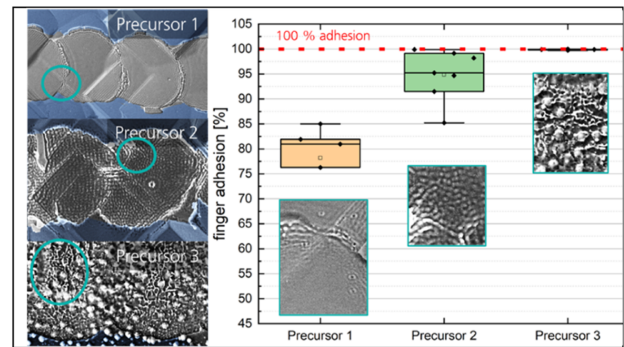 Precursor 1
Precursor 2
Precursor 3
finger adhesion [%]
105
100
95
90
85
80
75
70
65
60
55
50
45
100 % adhesion
Precursor 1
Precursor 2
Precursor 3